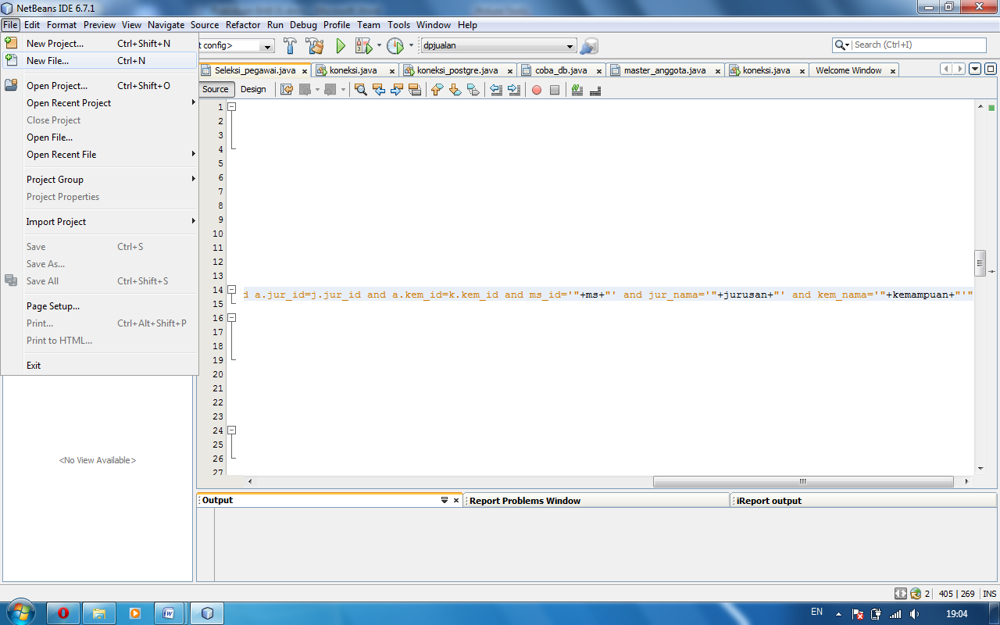 NetBeans IDE 6.7.1
File Edit Format Preview View Navigate Source Refactor Run Debug Profile Team Tools Window Help
New Project... Ctrl+Shift+N
New File... Ctrl+N
Open Project... Ctrl+Shift+O
Open Recent Project
Close Project
Open File...
Open Recent File
Project Group
Project Properties
Import Project
Save Ctrl+S
Save As...
Save All Ctrl+Shift+S
Page Setup...
Print... Ctrl+Alt+Shift+P
Print to HTML...
Exit
<No View Available>
t config> dpjualan Search (Ctrl+I)
Seleksi_pegawai.java koneksi.java koneksi_postgre.java coba_db.java master_anggota.java koneksi.java Welcome Window
Source Design
1
2
3
4
5
6
7
8
9
10
11
12
13
14 d a.jur_id=j.jur_id and a.kem_id=k.kem_id and ms_id='"+ms+"' and jur_nama='"+jurusan+"' and kem_nama='"+kemampuan+"'"
15
16
17
18
19
20
21
22
23
24
25
26
27
Output Report Problems Window iReport output
2 405 | 269 INS
EN 19:04